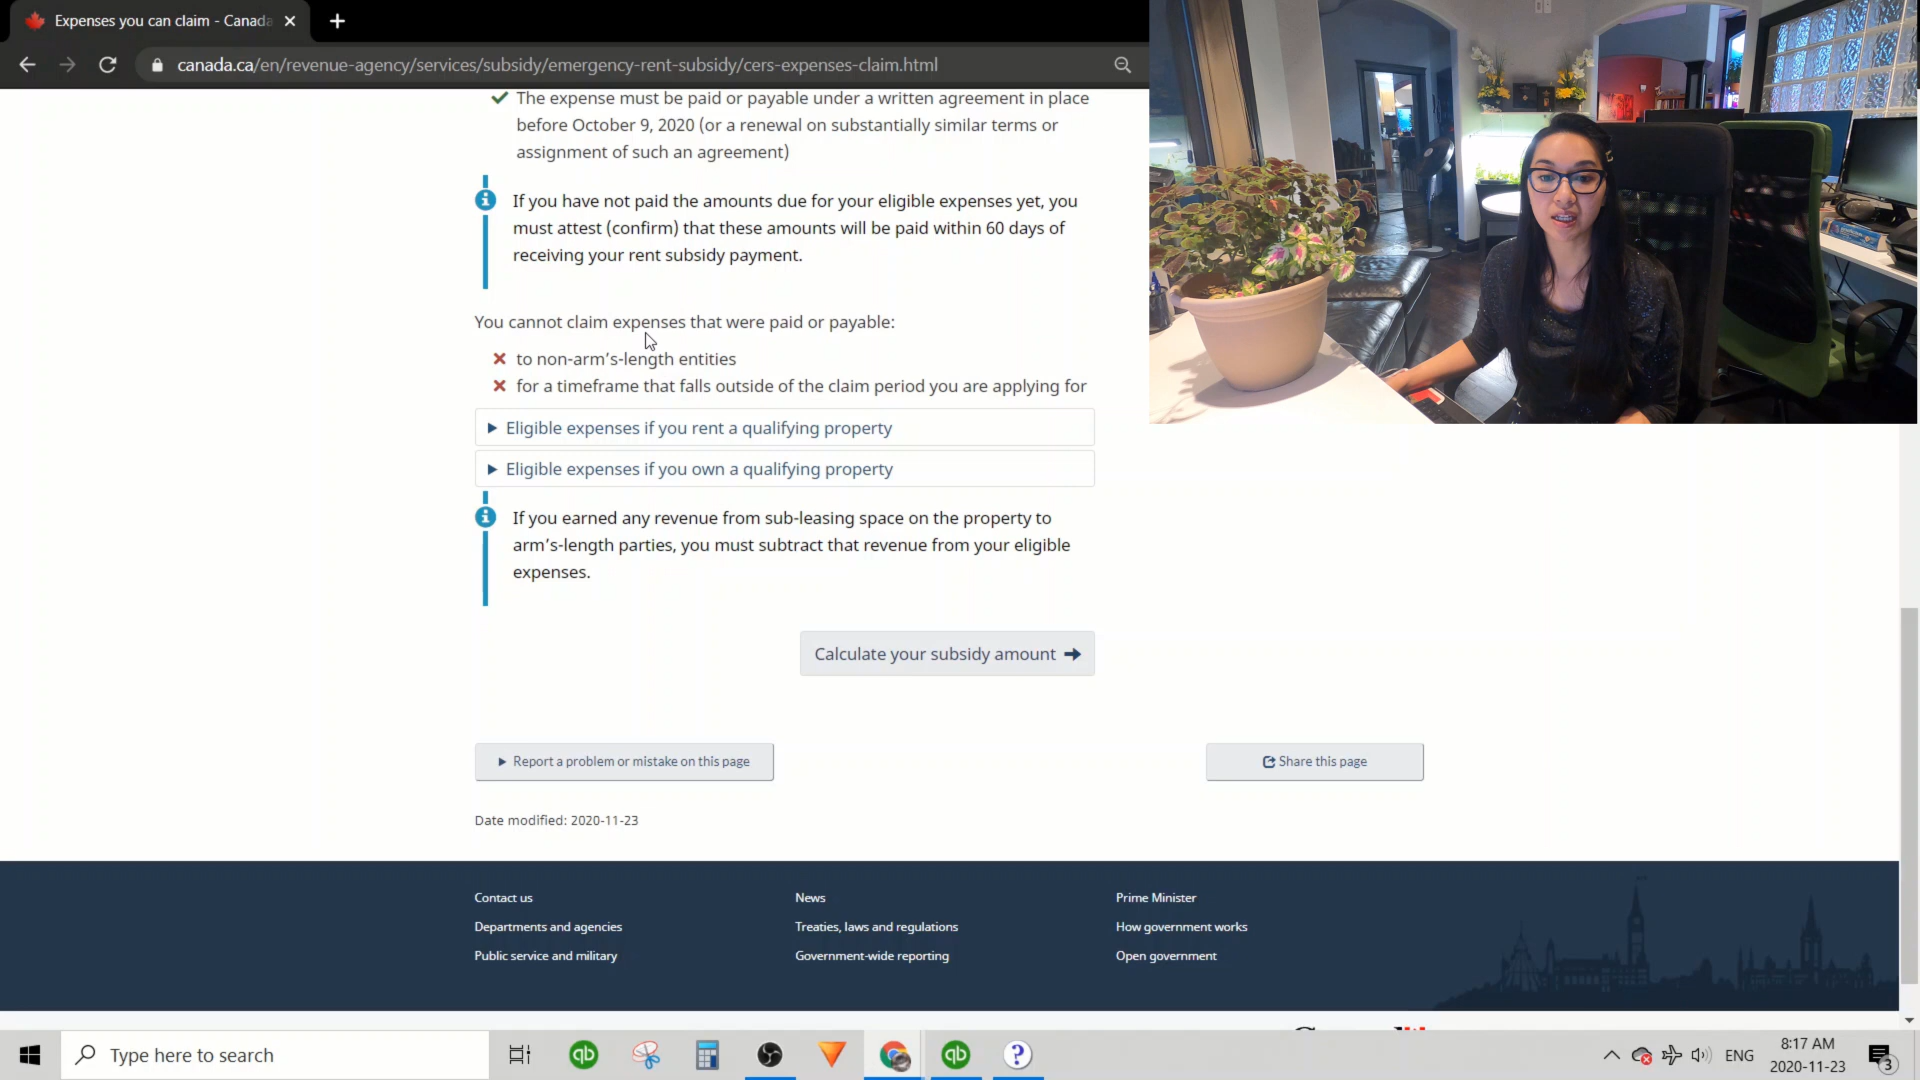 Expenses you can claim - Canada
canada.ca/en/revenue-agency/services/subsidy/emergency-rent-subsidy/cers-expenses-claim.html
The expense must be paid or payable under a written agreement in place
before October 9, 2020 (or a renewal on substantially similar terms or
assignment of such an agreement)
If you have not paid the amounts due for your eligible expenses yet, you
must attest (confirm) that these amounts will be paid within 60 days of
receiving your rent subsidy payment.
You cannot claim expenses that were paid or payable:
to non-arm's-length entities
for a timeframe that falls outside of the claim period you are applying for
Eligible expenses if you rent a qualifying property
Eligible expenses if you own a qualifying property
If you earned any revenue from sub-leasing space on the property to
arm's-length parties, you must subtract that revenue from your eligible
expenses.
Calculate your subsidy amount
Report a problem or mistake on this page
Share this page
Date modified: 2020-11-23
Contact us
News
Prime Minister
Departments and agencies
Treaties, laws and regulations
How government works
Public service and military
Government-wide reporting
Open government
Type here to search
qb
qb
?
ENG
8:17 AM
2020-11-23
3